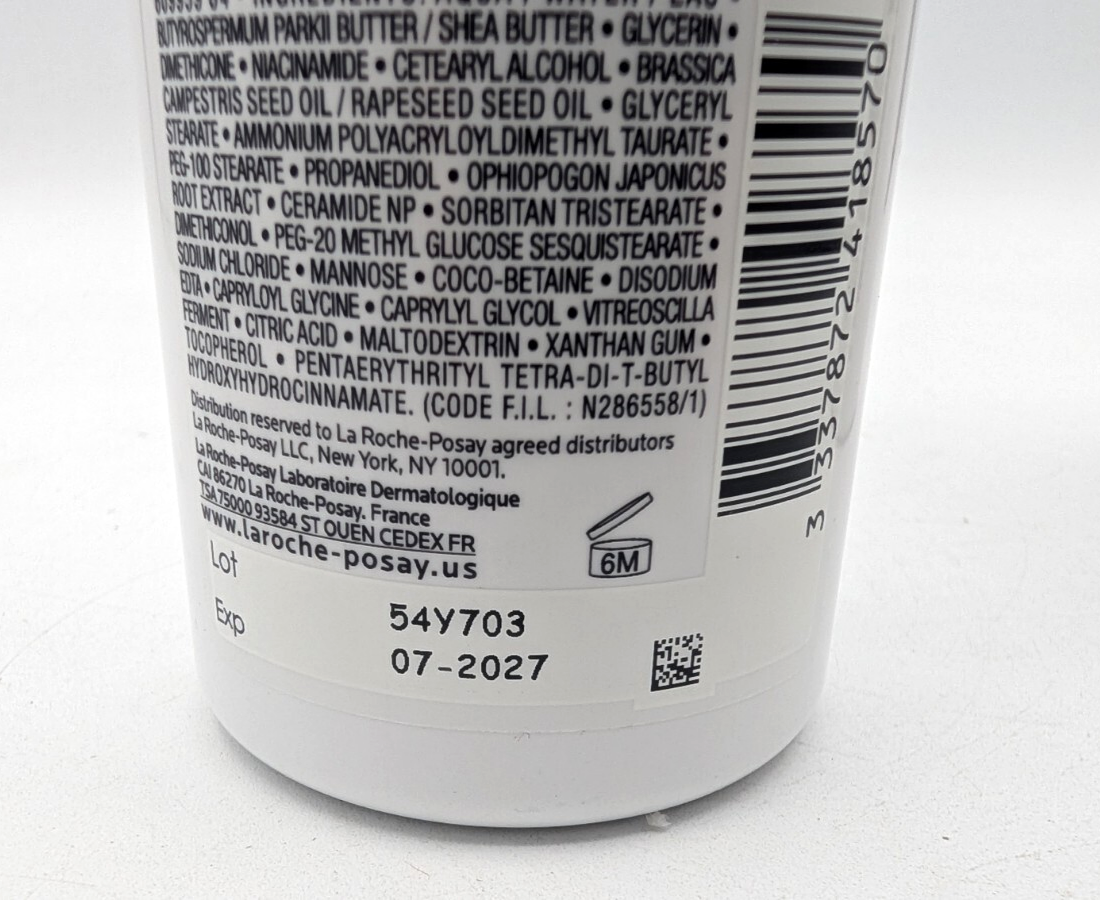 609999 04 • INGREDIENTS: AQUA / WATER / EAU •
BUTYROSPERMUM PARKII BUTTER / SHEA BUTTER • GLYCERIN •
DIMETHICONE • NIACINAMIDE • CETEARYL ALCOHOL • BRASSICA
CAMPESTRIS SEED OIL / RAPESEED SEED OIL • GLYCERYL
STEARATE • AMMONIUM POLYACRYLOYLDIMETHYL TAURATE •
PEG-100 STEARATE • PROPANEDIOL • OPHIOPOGON JAPONICUS
ROOT EXTRACT • CERAMIDE NP • SORBITAN TRISTEARATE •
DIMETHICONOL • PEG-20 METHYL GLUCOSE SESQUISTEARATE •
SODIUM CHLORIDE • MANNOSE • COCO-BETAINE • DISODIUM
EDTA • CAPRYLOYL GLYCINE • CAPRYLYL GLYCOL • VITREOSCILLA
FERMENT • CITRIC ACID • MALTODEXTRIN • XANTHAN GUM •
TOCOPHEROL • PENTAERYTHRITYL TETRA-DI-T-BUTYL
HYDROXYHYDROCINNAMATE. (CODE F.I.L. : N286558/1)
Distribution reserved to La Roche-Posay agreed distributors
La Roche-Posay LLC, New York, NY 10001.
La Roche-Posay Laboratoire Dermatologique
CAI 86270 La Roche-Posay. France
TSA 75000 93584 ST OUEN CEDEX FR
www.laroche-posay.us
6M
Lot 54Y703
Exp 07-2027
3 337872 418570